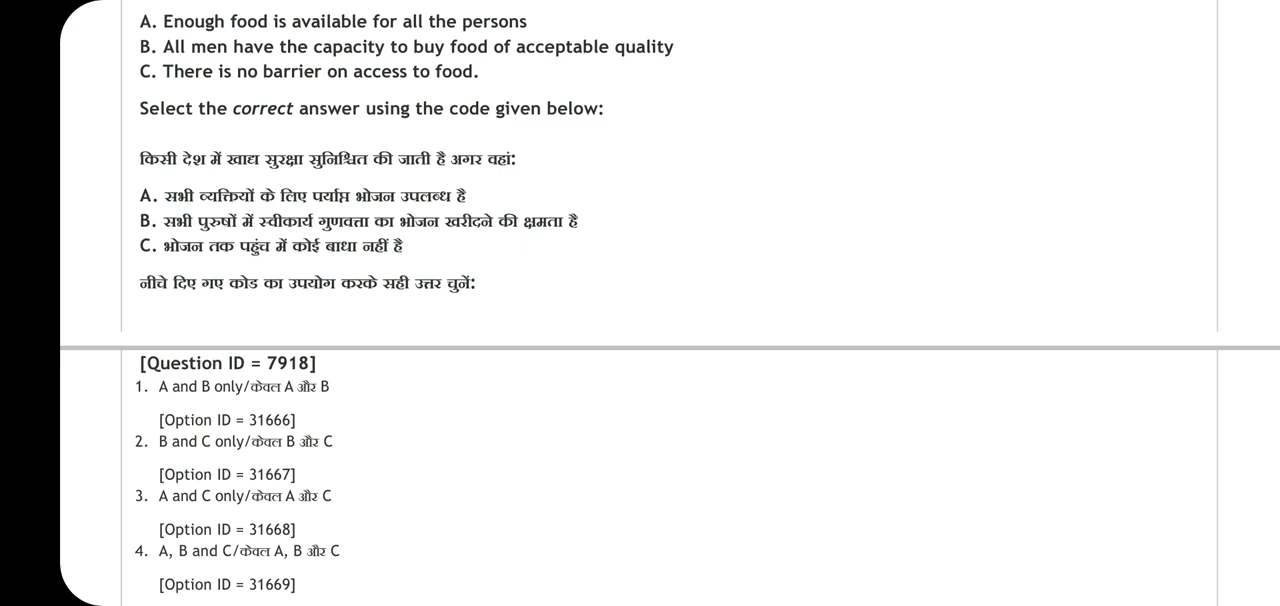 A. Enough food is available for all the persons
B. All men have the capacity to buy food of acceptable quality
C. There is no barrier on access to food.
Select the correct answer using the code given below:
किसी देश में खाद्य सुरक्षा सुनिश्चित की जाती है अगर वहां:
A. सभी व्यक्तियों के लिए पर्याप्त भोजन उपलब्ध है
B. सभी पुरुषों में स्वीकार्य गुणवत्ता का भोजन खरीदने की क्षमता है
C. भोजन तक पहुंच में कोई बाधा नहीं है
नीचे दिए गए कोड का उपयोग करके सही उत्तर चुनें:
[Question ID = 7918]
1. A and B only/केवल A और B
[Option ID = 31666]
2. B and C only/केवल B और C
[Option ID = 31667]
3. A and C only/केवल A और C
[Option ID = 31668]
4. A, B and C/केवल A, B और C
[Option ID = 31669]